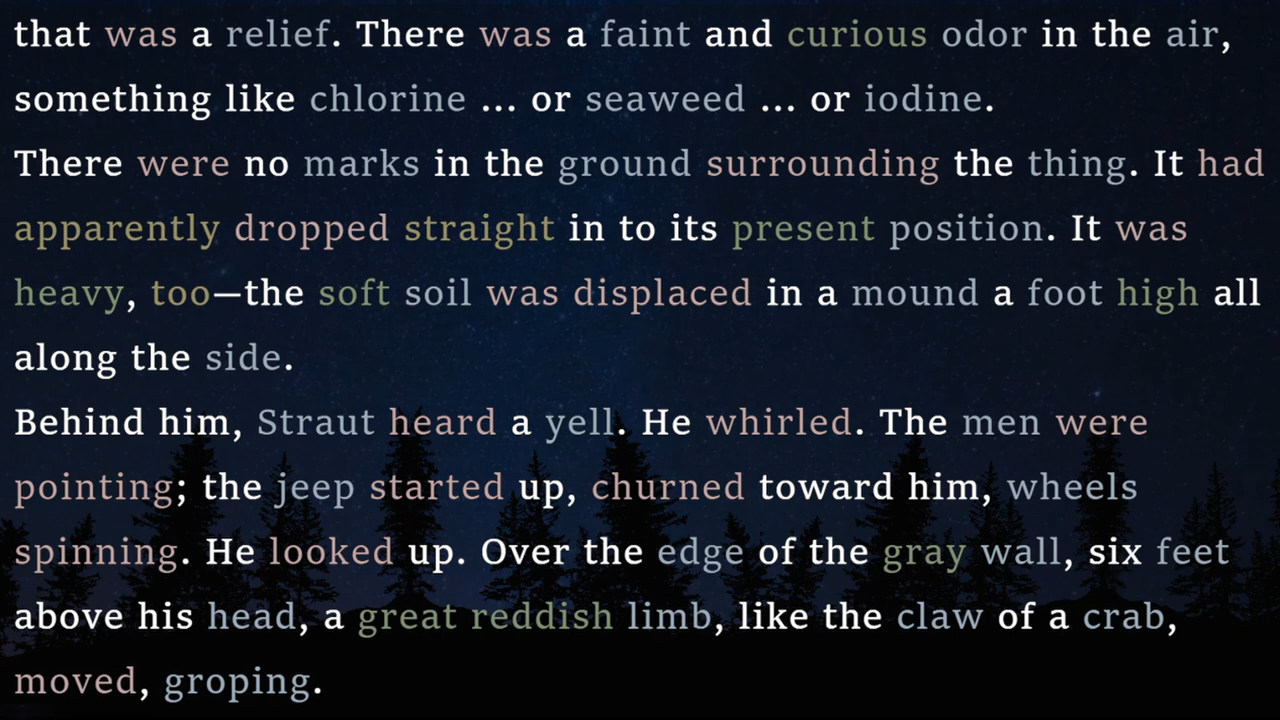 that was a relief. There was a faint and curious odor in the air,
something like chlorine ... or seaweed ... or iodine.
There were no marks in the ground surrounding the thing. It had
apparently dropped straight in to its present position. It was
heavy, too—the soft soil was displaced in a mound a foot high all
along the side.
Behind him, Straut heard a yell. He whirled. The men were
pointing; the jeep started up, churned toward him, wheels
spinning. He looked up. Over the edge of the gray wall, six feet
above his head, a great reddish limb, like the claw of a crab,
moved, groping.